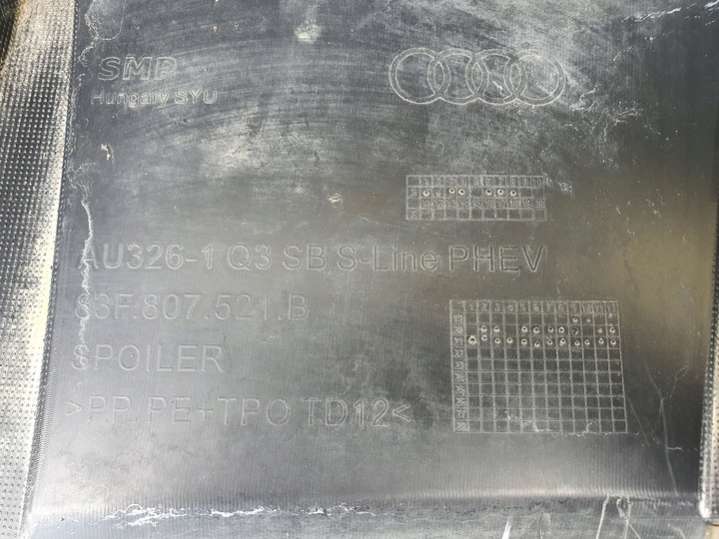 SMP
Hungary SYU
AU326-1 Q3 SB S-Line PHEV
83F.807.521.B
SPOILER
>PP.PE+TPO TD12<